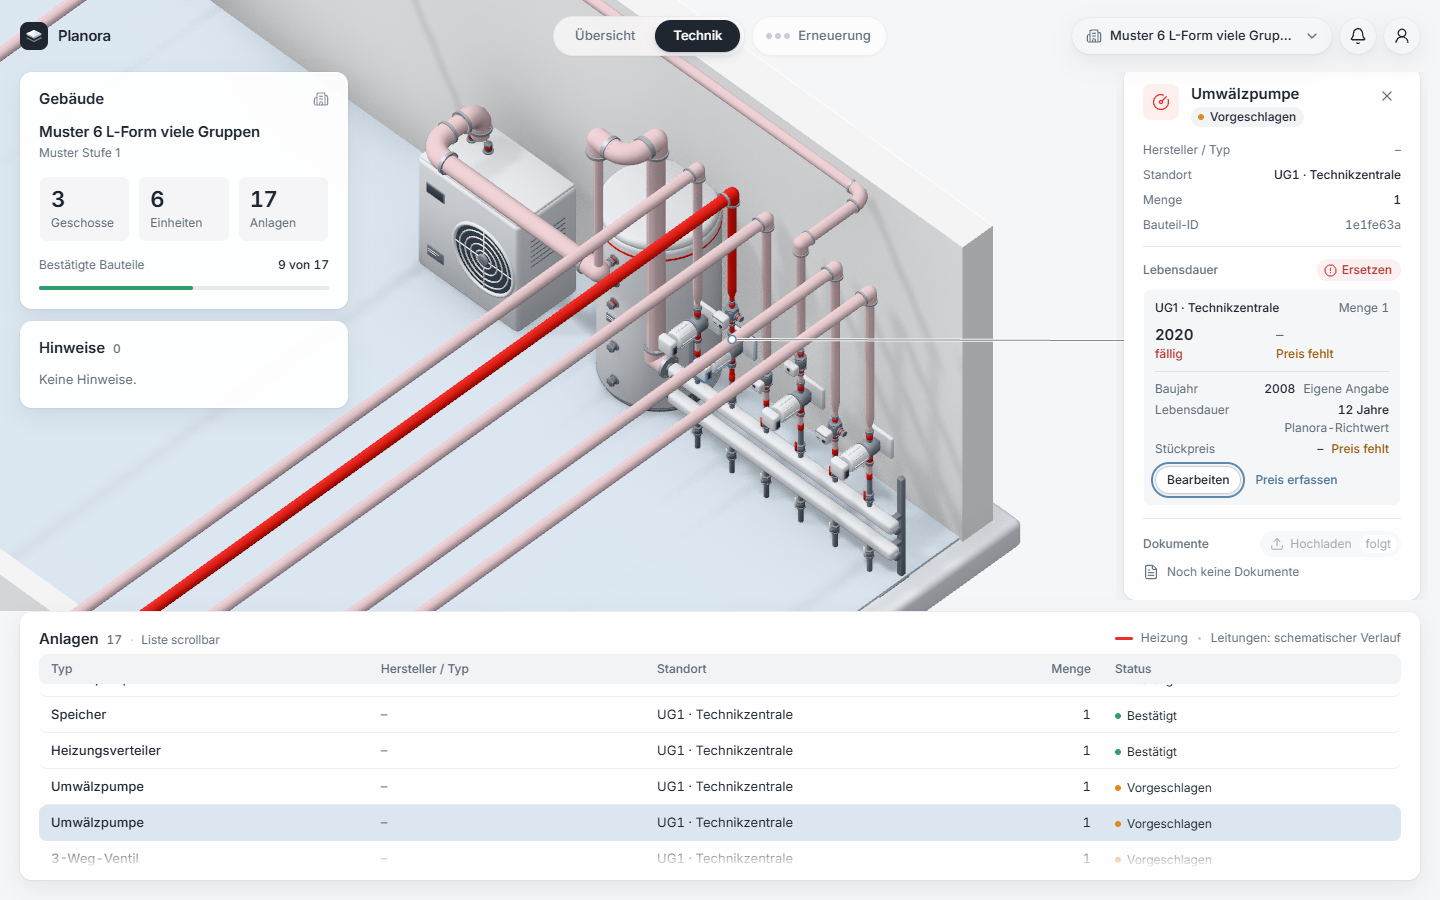 Planora
Übersicht
Technik
Erneuerung
Muster 6 L-Form viele Grup...
Gebäude
Muster 6 L-Form viele Gruppen
Muster Stufe 1
3 6 17
Geschosse Einheiten Anlagen
Bestätigte Bauteile 9 von 17
Hinweise 0
Keine Hinweise.
Umwälzpumpe
Vorgeschlagen
Hersteller / Typ –
Standort UG1 · Technikzentrale
Menge 1
Bauteil-ID 1e1fe63a
Lebensdauer Ersetzen
UG1 · Technikzentrale Menge 1
2020 –
fällig Preis fehlt
Baujahr 2008 Eigene Angabe
Lebensdauer 12 Jahre
Planora-Richtwert
Stückpreis – Preis fehlt
Bearbeiten Preis erfassen
Dokumente Hochladen folgt
Noch keine Dokumente
Anlagen 17 · Liste scrollbar
Heizung • Leitungen: schematischer Verlauf
Typ Hersteller / Typ Standort Menge Status
Speicher – UG1 · Technikzentrale 1 Bestätigt
Heizungsverteiler – UG1 · Technikzentrale 1 Bestätigt
Umwälzpumpe – UG1 · Technikzentrale 1 Vorgeschlagen
Umwälzpumpe – UG1 · Technikzentrale 1 Vorgeschlagen
3-Weg-Ventil – UG1 · Technikzentrale 1 Vorgeschlagen